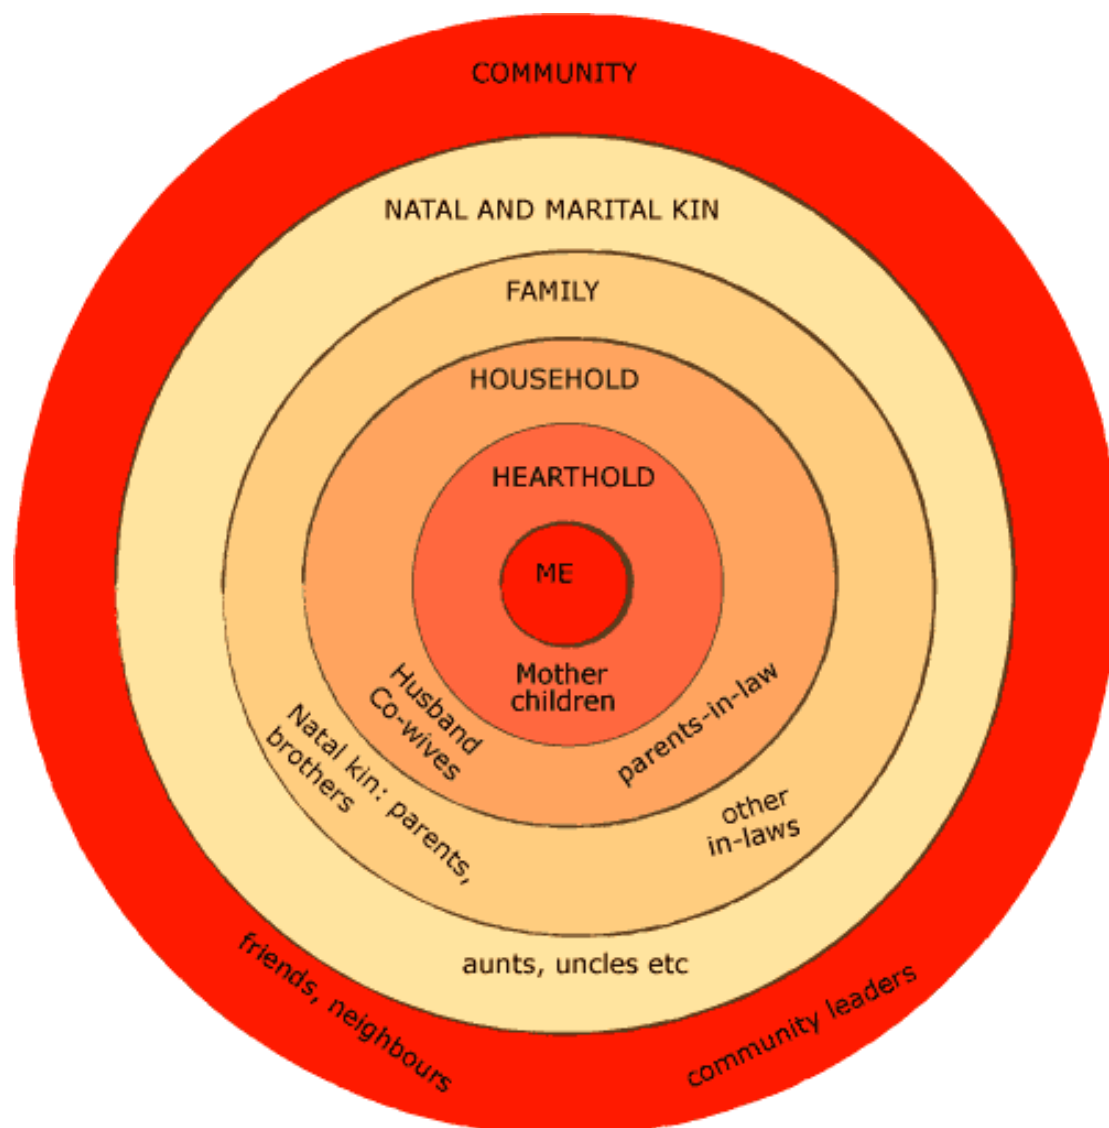 COMMUNITY
NATAL AND MARITAL KIN
FAMILY
HOUSEHOLD
HEARTHOLD
ME
Mother
children
Husband
Co-wives
parents-in-law
Natal kin: parents,
brothers
other
in-laws
aunts, uncles etc
friends, neighbours
community leaders